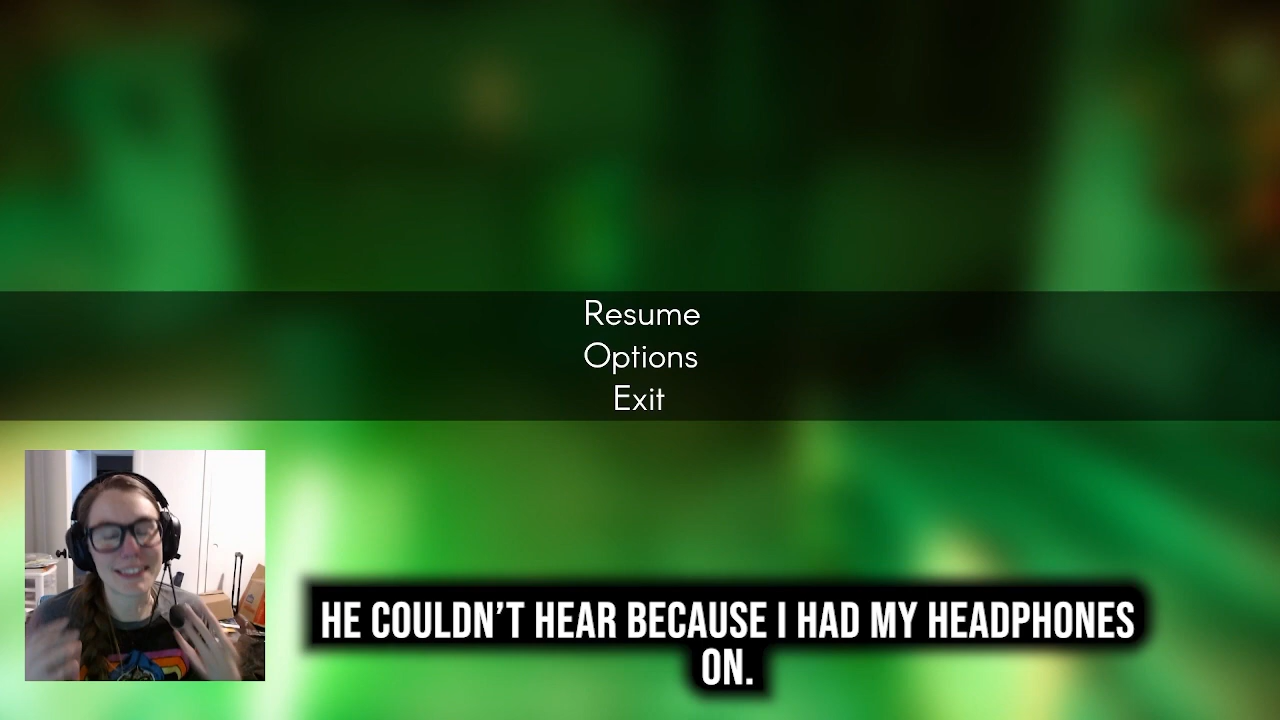 Resume
Options
Exit
HE COULDN’T HEAR BECAUSE I HAD MY HEADPHONES
ON.